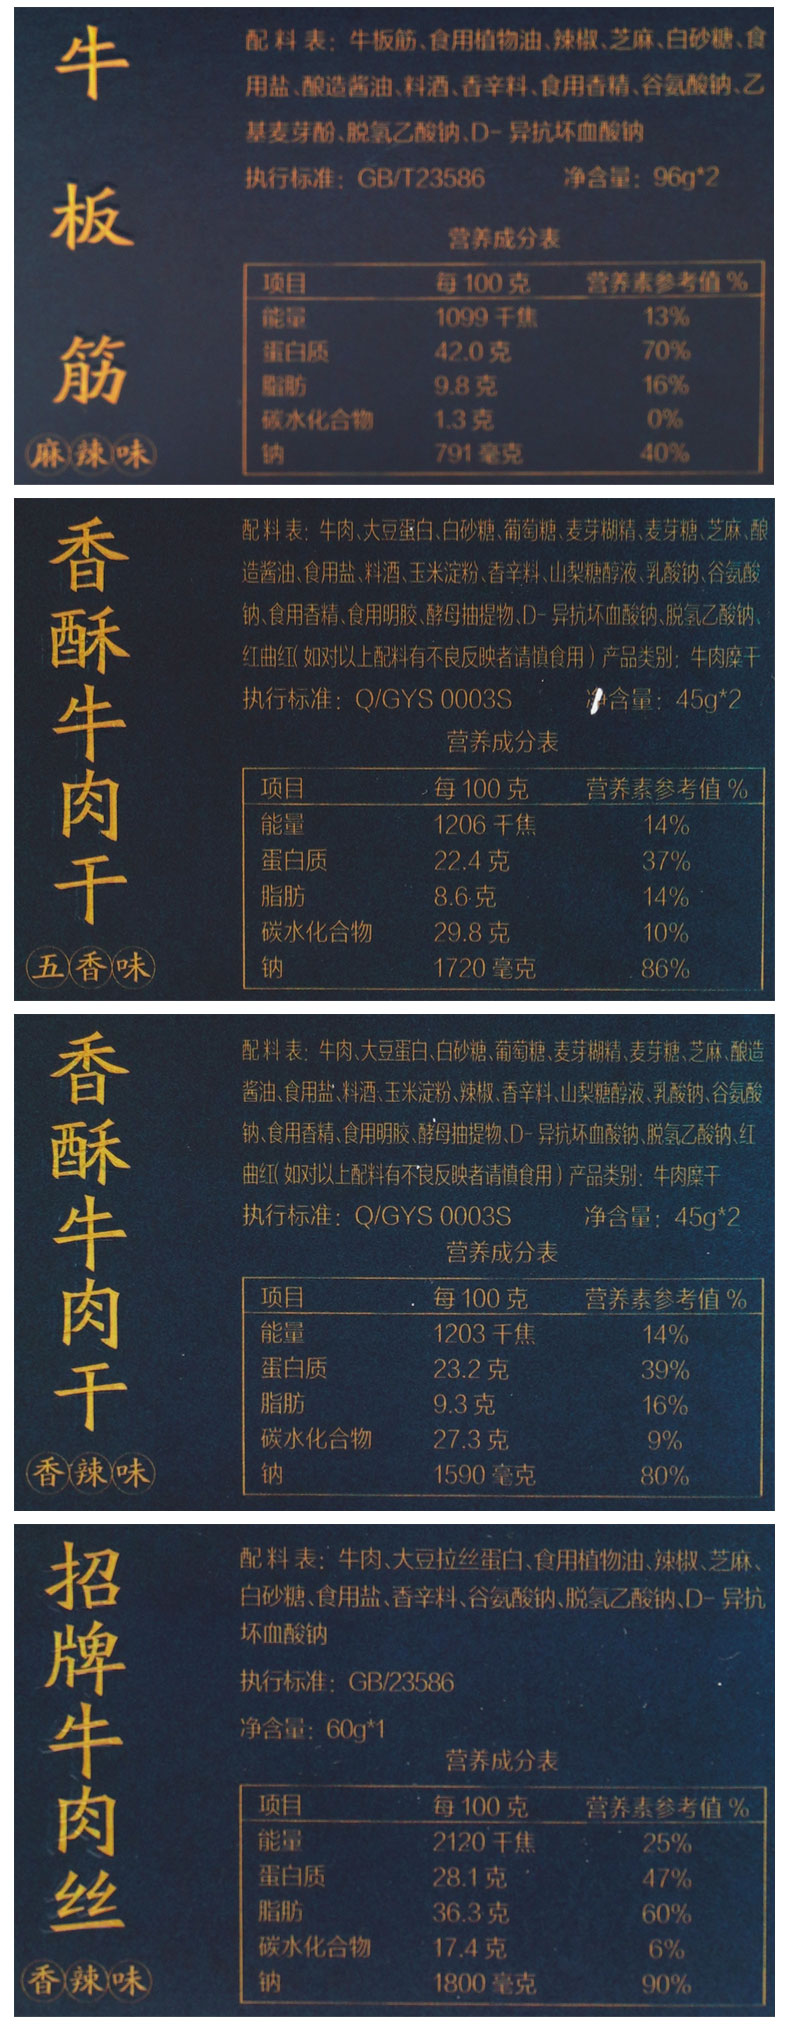 牛板筋
麻辣味
配料表：牛板筋、食用植物油、辣椒、芝麻、白砂糖、食
用盐、酿造酱油、料酒、香辛料、食用香精、谷氨酸钠、乙
基麦芽酚、脱氢乙酸钠、D-异抗坏血酸钠
执行标准：GB/T23586 净含量：96g*2
营养成分表
项目 每100克 营养素参考值%
能量 1099千焦 13%
蛋白质 42.0克 70%
脂肪 9.8克 16%
碳水化合物 1.3克 0%
钠 791毫克 40%
香酥牛肉干
五香味
配料表：牛肉、大豆蛋白、白砂糖、葡萄糖、麦芽糊精、麦芽糖、芝麻、酿
造酱油、食用盐、料酒、玉米淀粉、香辛料、山梨糖醇液、乳酸钠、谷氨酸
钠、食用香精、食用明胶、酵母抽提物、D-异抗坏血酸钠、脱氢乙酸钠、
红曲红(如对以上配料有不良反映者请慎食用)产品类别：牛肉糜干
执行标准：Q/GYS 0003S 净含量：45g*2
营养成分表
项目 每100克 营养素参考值%
能量 1206千焦 14%
蛋白质 22.4克 37%
脂肪 8.6克 14%
碳水化合物 29.8克 10%
钠 1720毫克 86%
香酥牛肉干
香辣味
配料表：牛肉、大豆蛋白、白砂糖、葡萄糖、麦芽糊精、麦芽糖、芝麻、酿造
酱油、食用盐、料酒、玉米淀粉、辣椒、香辛料、山梨糖醇液、乳酸钠、谷氨酸
钠、食用香精、食用明胶、酵母抽提物、D-异抗坏血酸钠、脱氢乙酸钠、红
曲红(如对以上配料有不良反映者请慎食用)产品类别：牛肉糜干
执行标准：Q/GYS 0003S 净含量：45g*2
营养成分表
项目 每100克 营养素参考值%
能量 1203千焦 14%
蛋白质 23.2克 39%
脂肪 9.3克 16%
碳水化合物 27.3克 9%
钠 1590毫克 80%
招牌牛肉丝
香辣味
配料表：牛肉、大豆拉丝蛋白、食用植物油、辣椒、芝麻、
白砂糖、食用盐、香辛料、谷氨酸钠、脱氢乙酸钠、D-异抗
坏血酸钠
执行标准：GB/23586
净含量：60g*1
营养成分表
项目 每100克 营养素参考值%
能量 2120千焦 25%
蛋白质 28.1克 47%
脂肪 36.3克 60%
碳水化合物 17.4克 6%
钠 1800毫克 90%